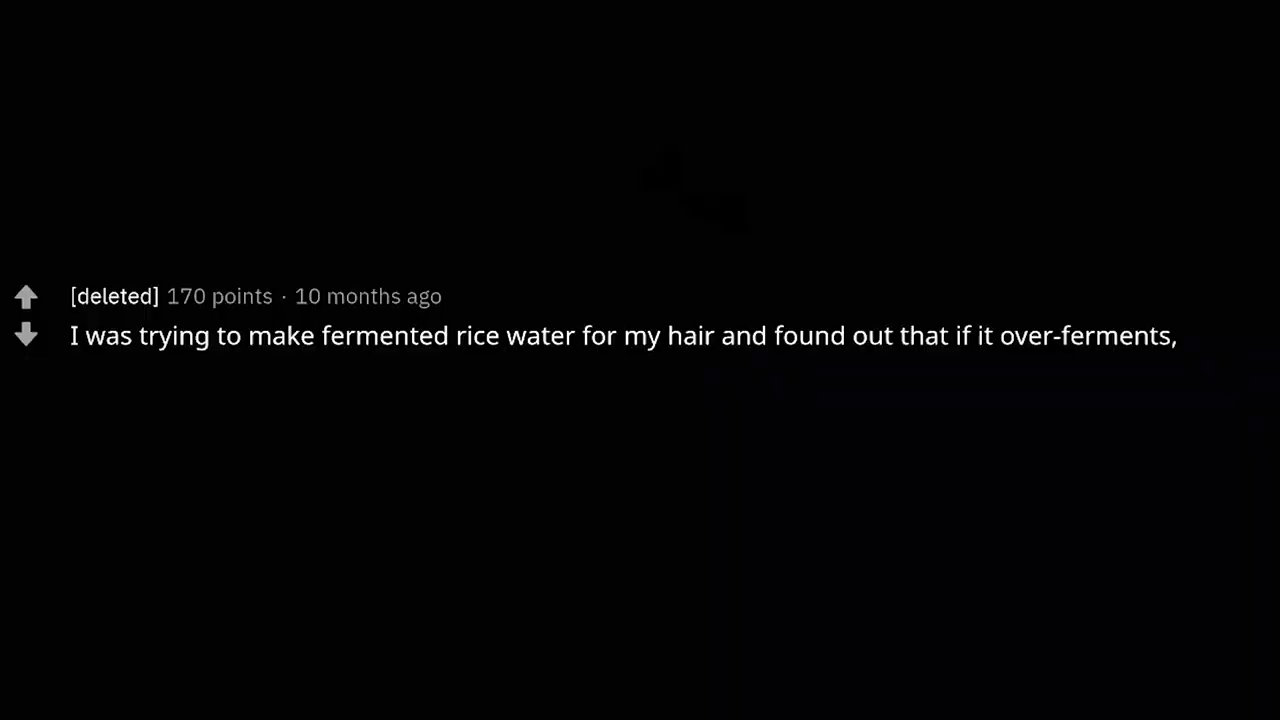 [deleted] 170 points · 10 months ago
I was trying to make fermented rice water for my hair and found out that if it over-ferments,